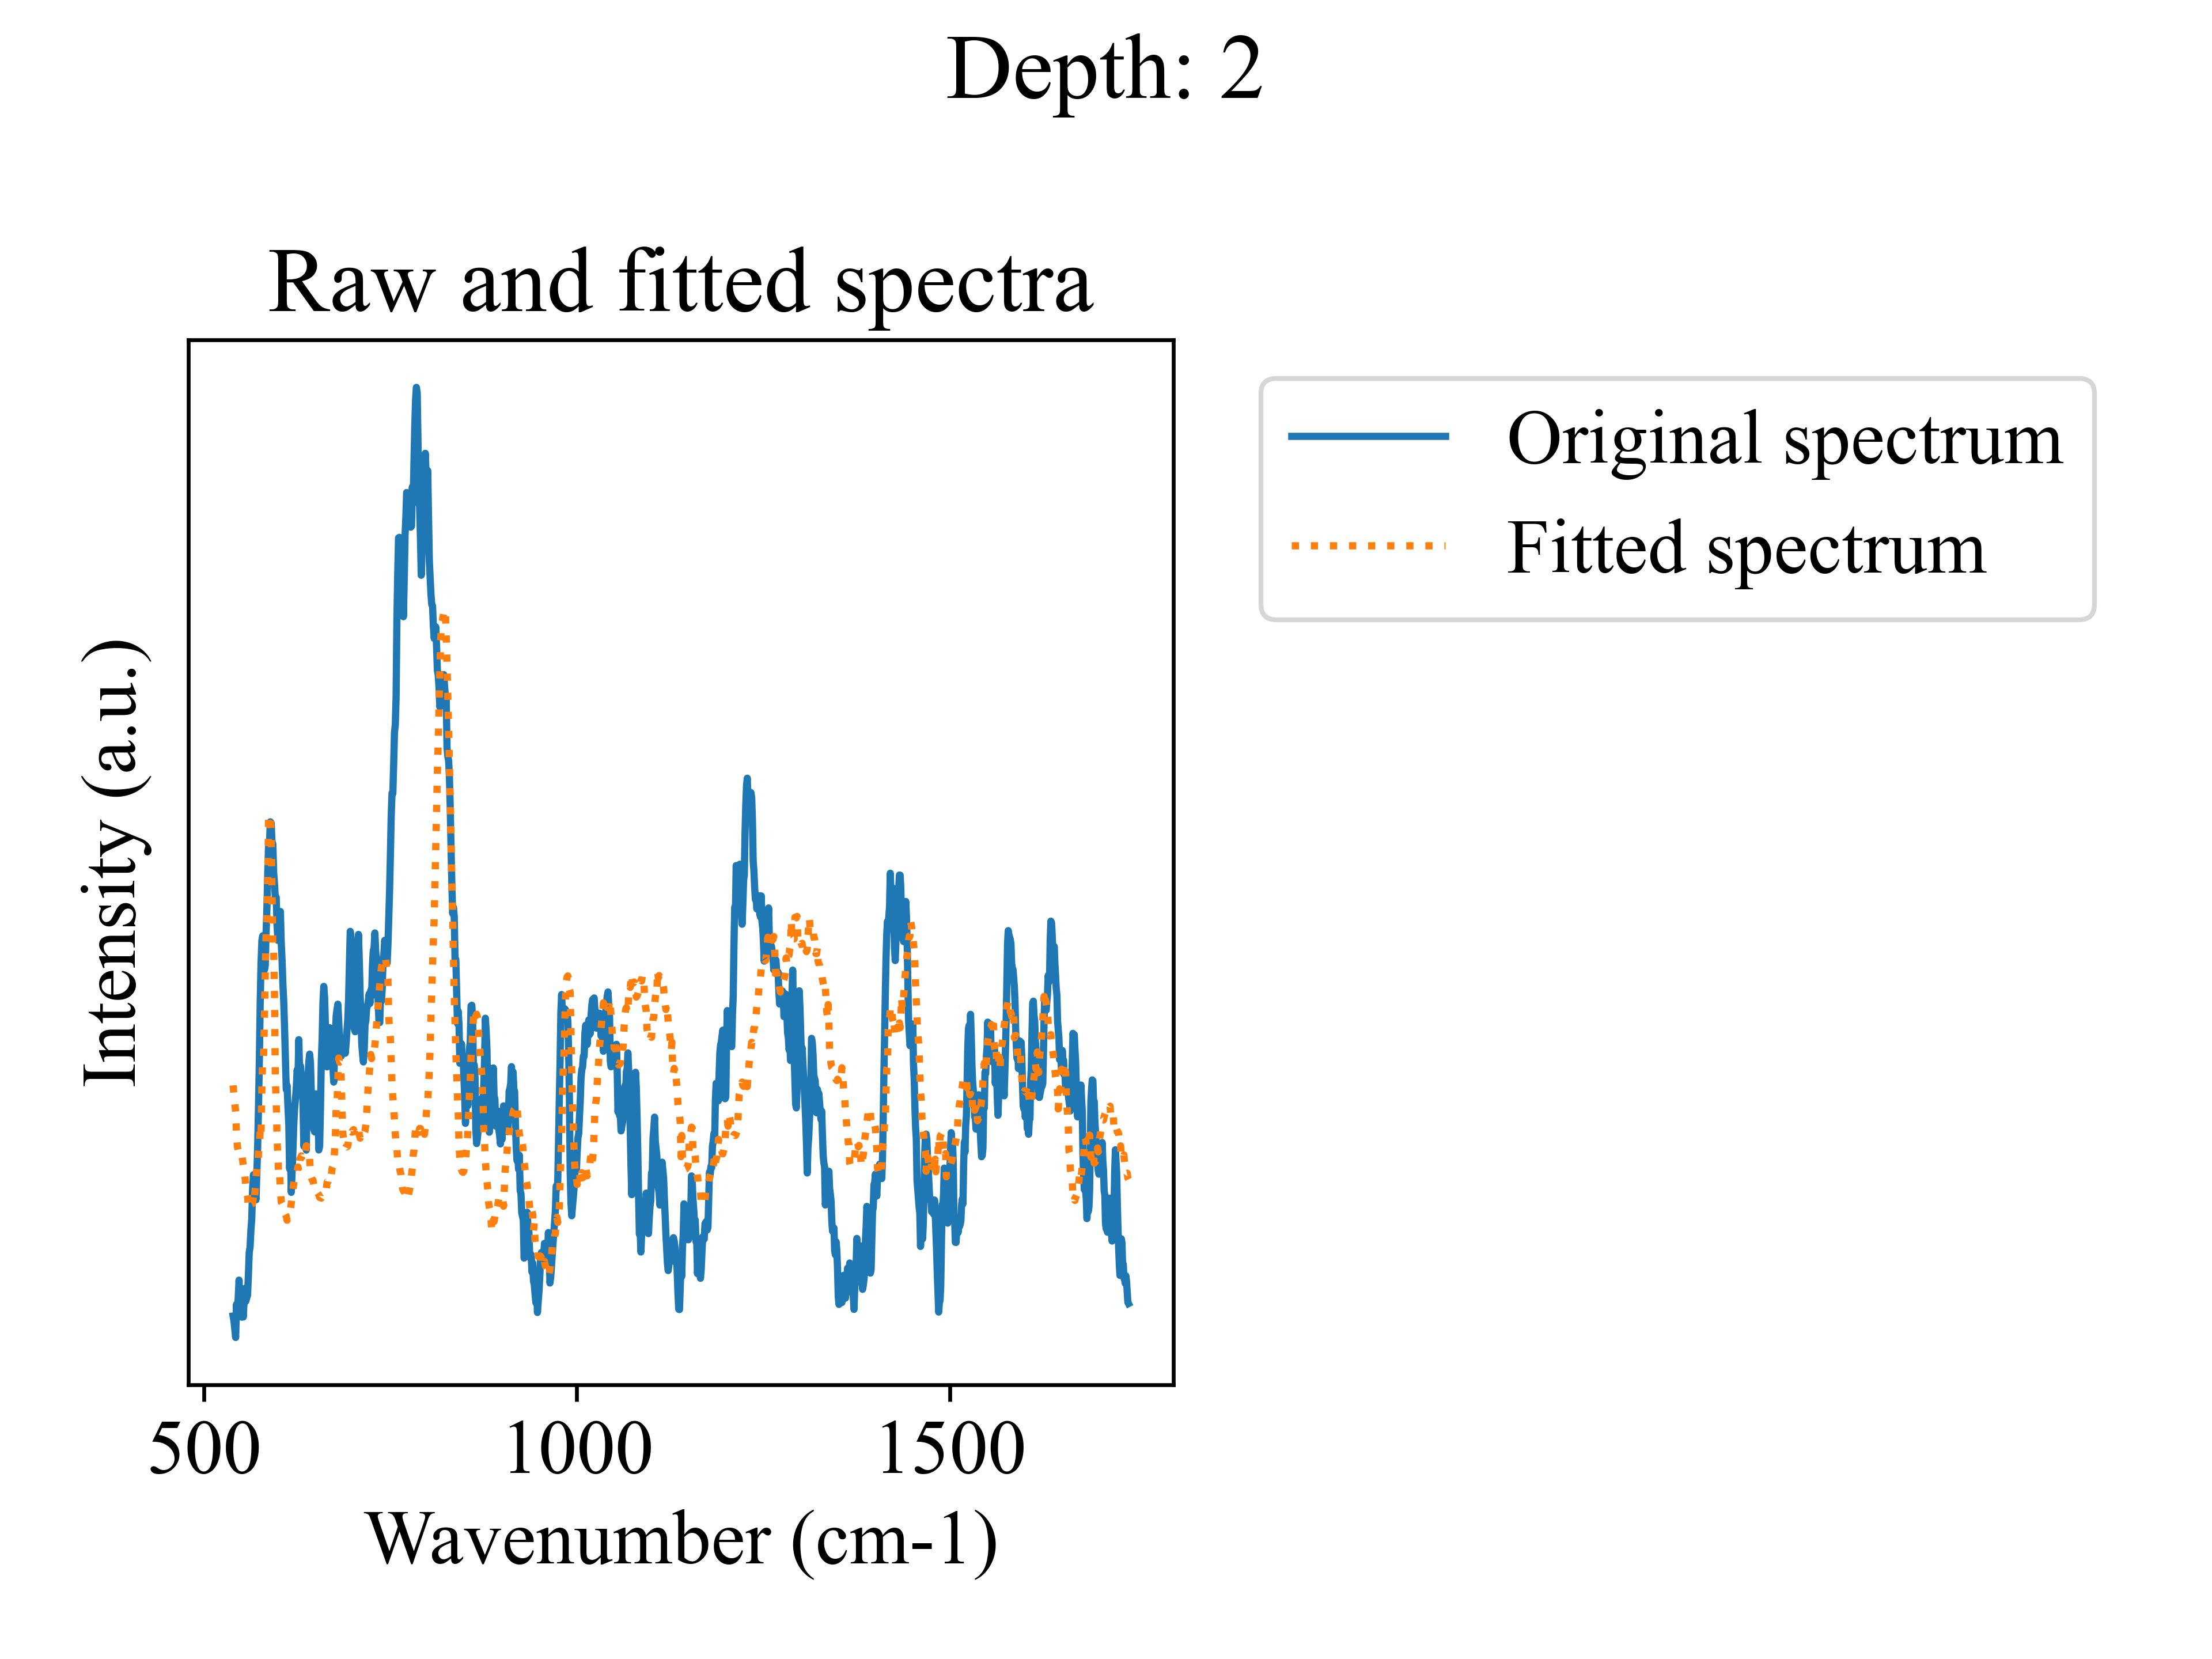 Depth: 2
Raw and fitted spectra
Original spectrum
Fitted spectrum
Intensity (a.u.)
500 1000 1500
Wavenumber (cm-1)